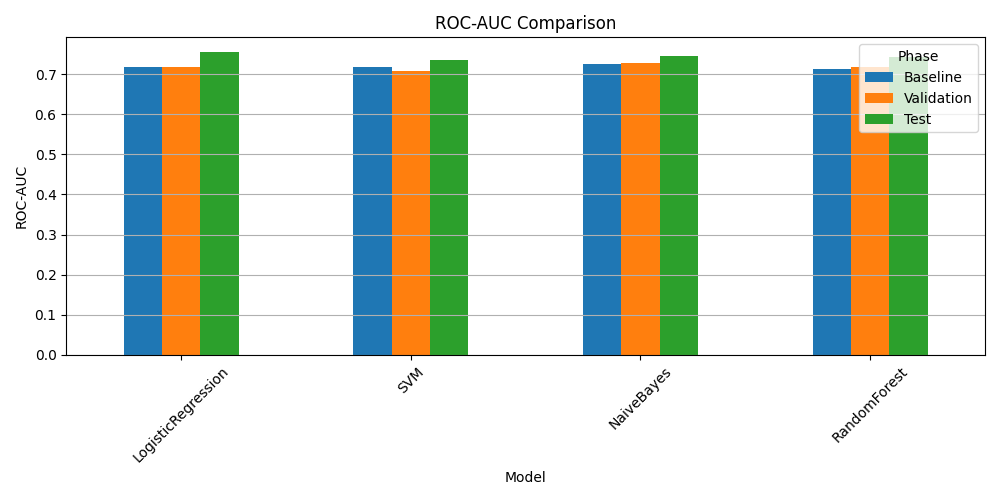 ROC-AUC Comparison
Phase
Baseline
Validation
Test
ROC-AUC
0.7
0.6
0.5
0.4
0.3
0.2
0.1
0.0
LogisticRegression
SVM
NaiveBayes
RandomForest
Model